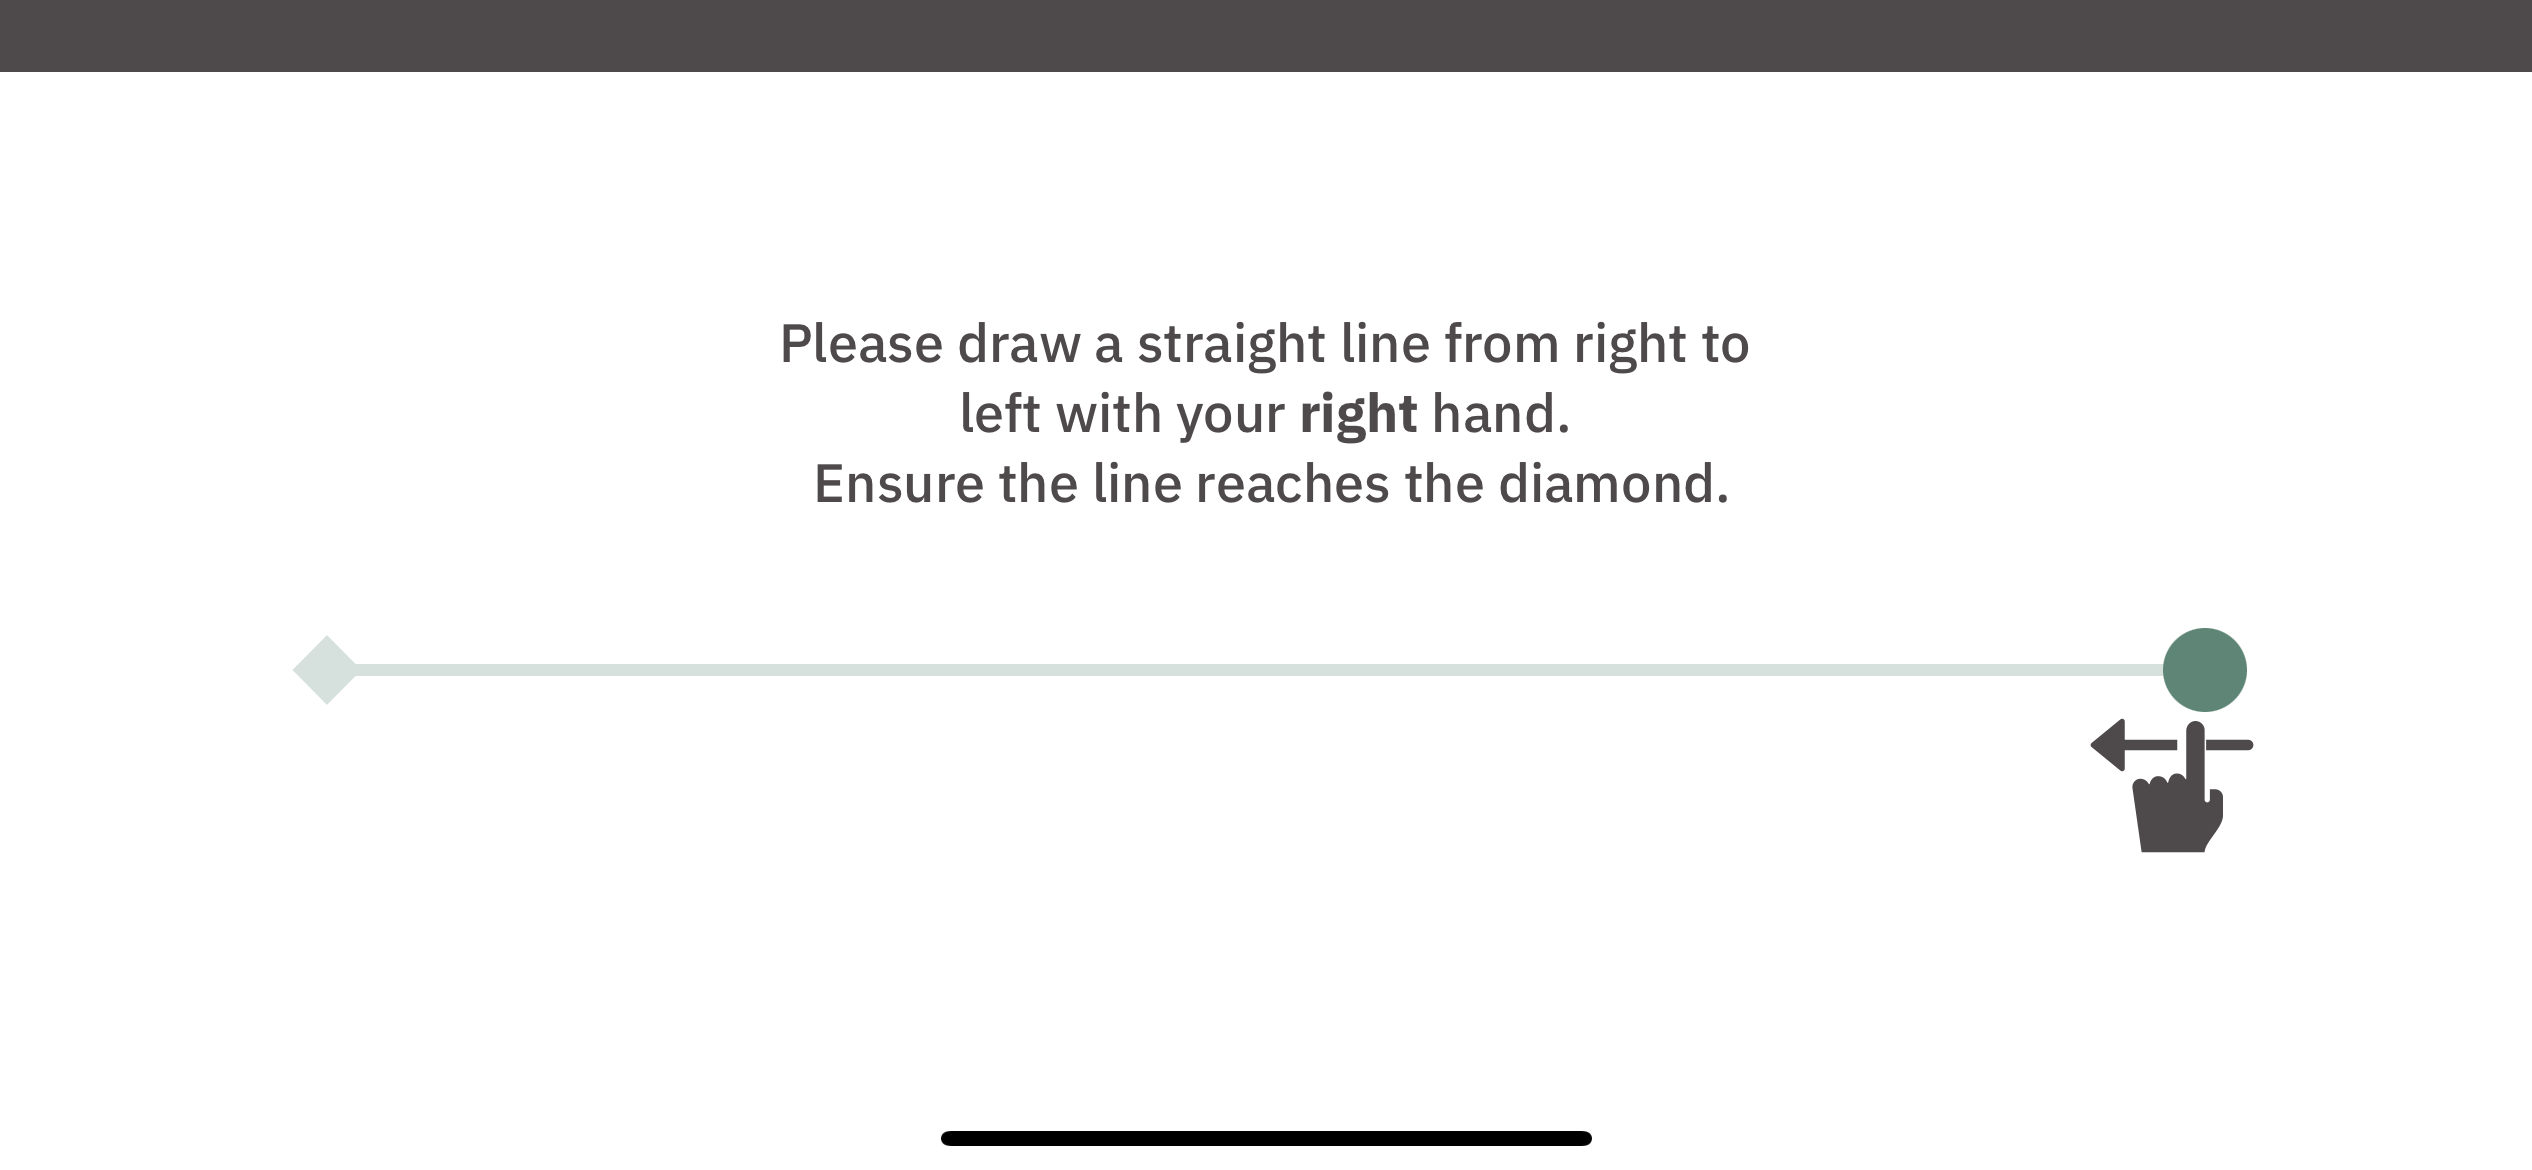 Please draw a straight line from right to
left with your right hand.
Ensure the line reaches the diamond.